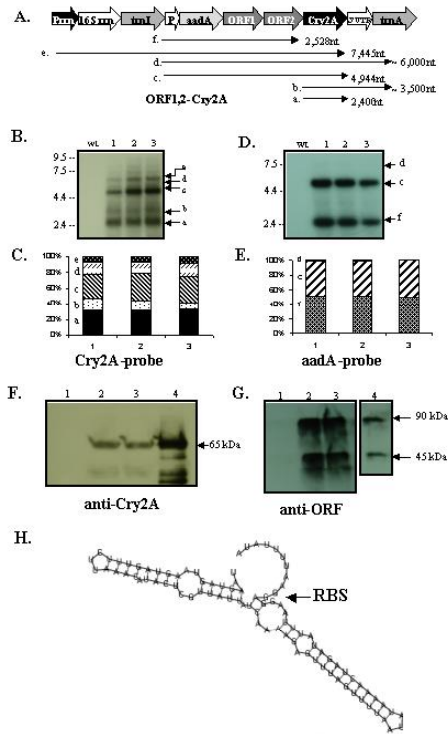 A.
Prrn 16S rrn trnI P aadA ORF1 ORF2 Cry2A 3'UTR trnA
f. 2,528nt
e. 7,445nt
d. ~ 6,000nt
c. 4,944nt
b. ~ 3,500nt
ORF1,2-Cry2A a. 2,400nt
B. D.
wt. 1 2 3 wt. 1 2 3
9.5 -
7.5 - 7.5 - d
e
d
c c
4.4 - 4.4 -
b
2.4 - a 2.4 - f
C. E.
100% e 100% d
80% d 80%
60% c 60% c
40% b 40%
20% a 20% f
0% 0%
1 2 3 1 2 3
Cry2A-probe aadA-probe
F. G.
1 2 3 4 1 2 3 4
65 kDa 90 kDa
45 kDa
anti-Cry2A anti-ORF
H.
RBS